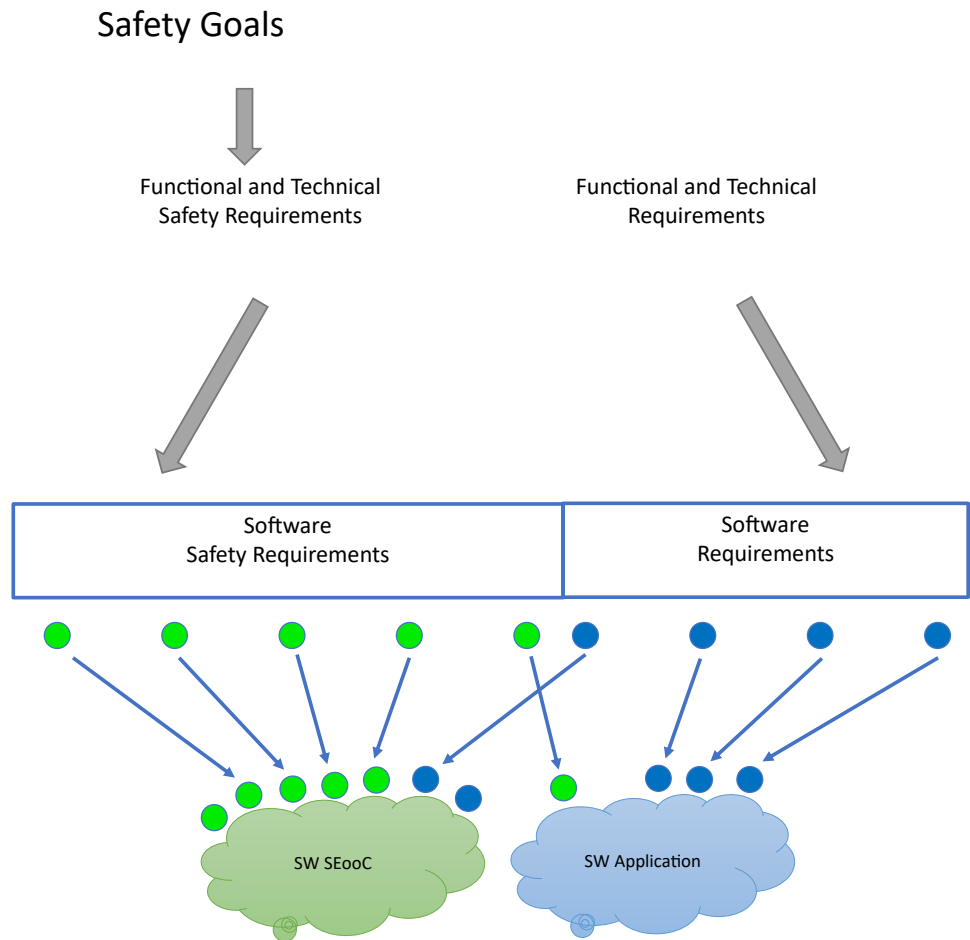 Safety Goals
Functional and Technical
Safety Requirements
Functional and Technical
Requirements
Software
Safety Requirements
Software
Requirements
SW SEooC
SW Application